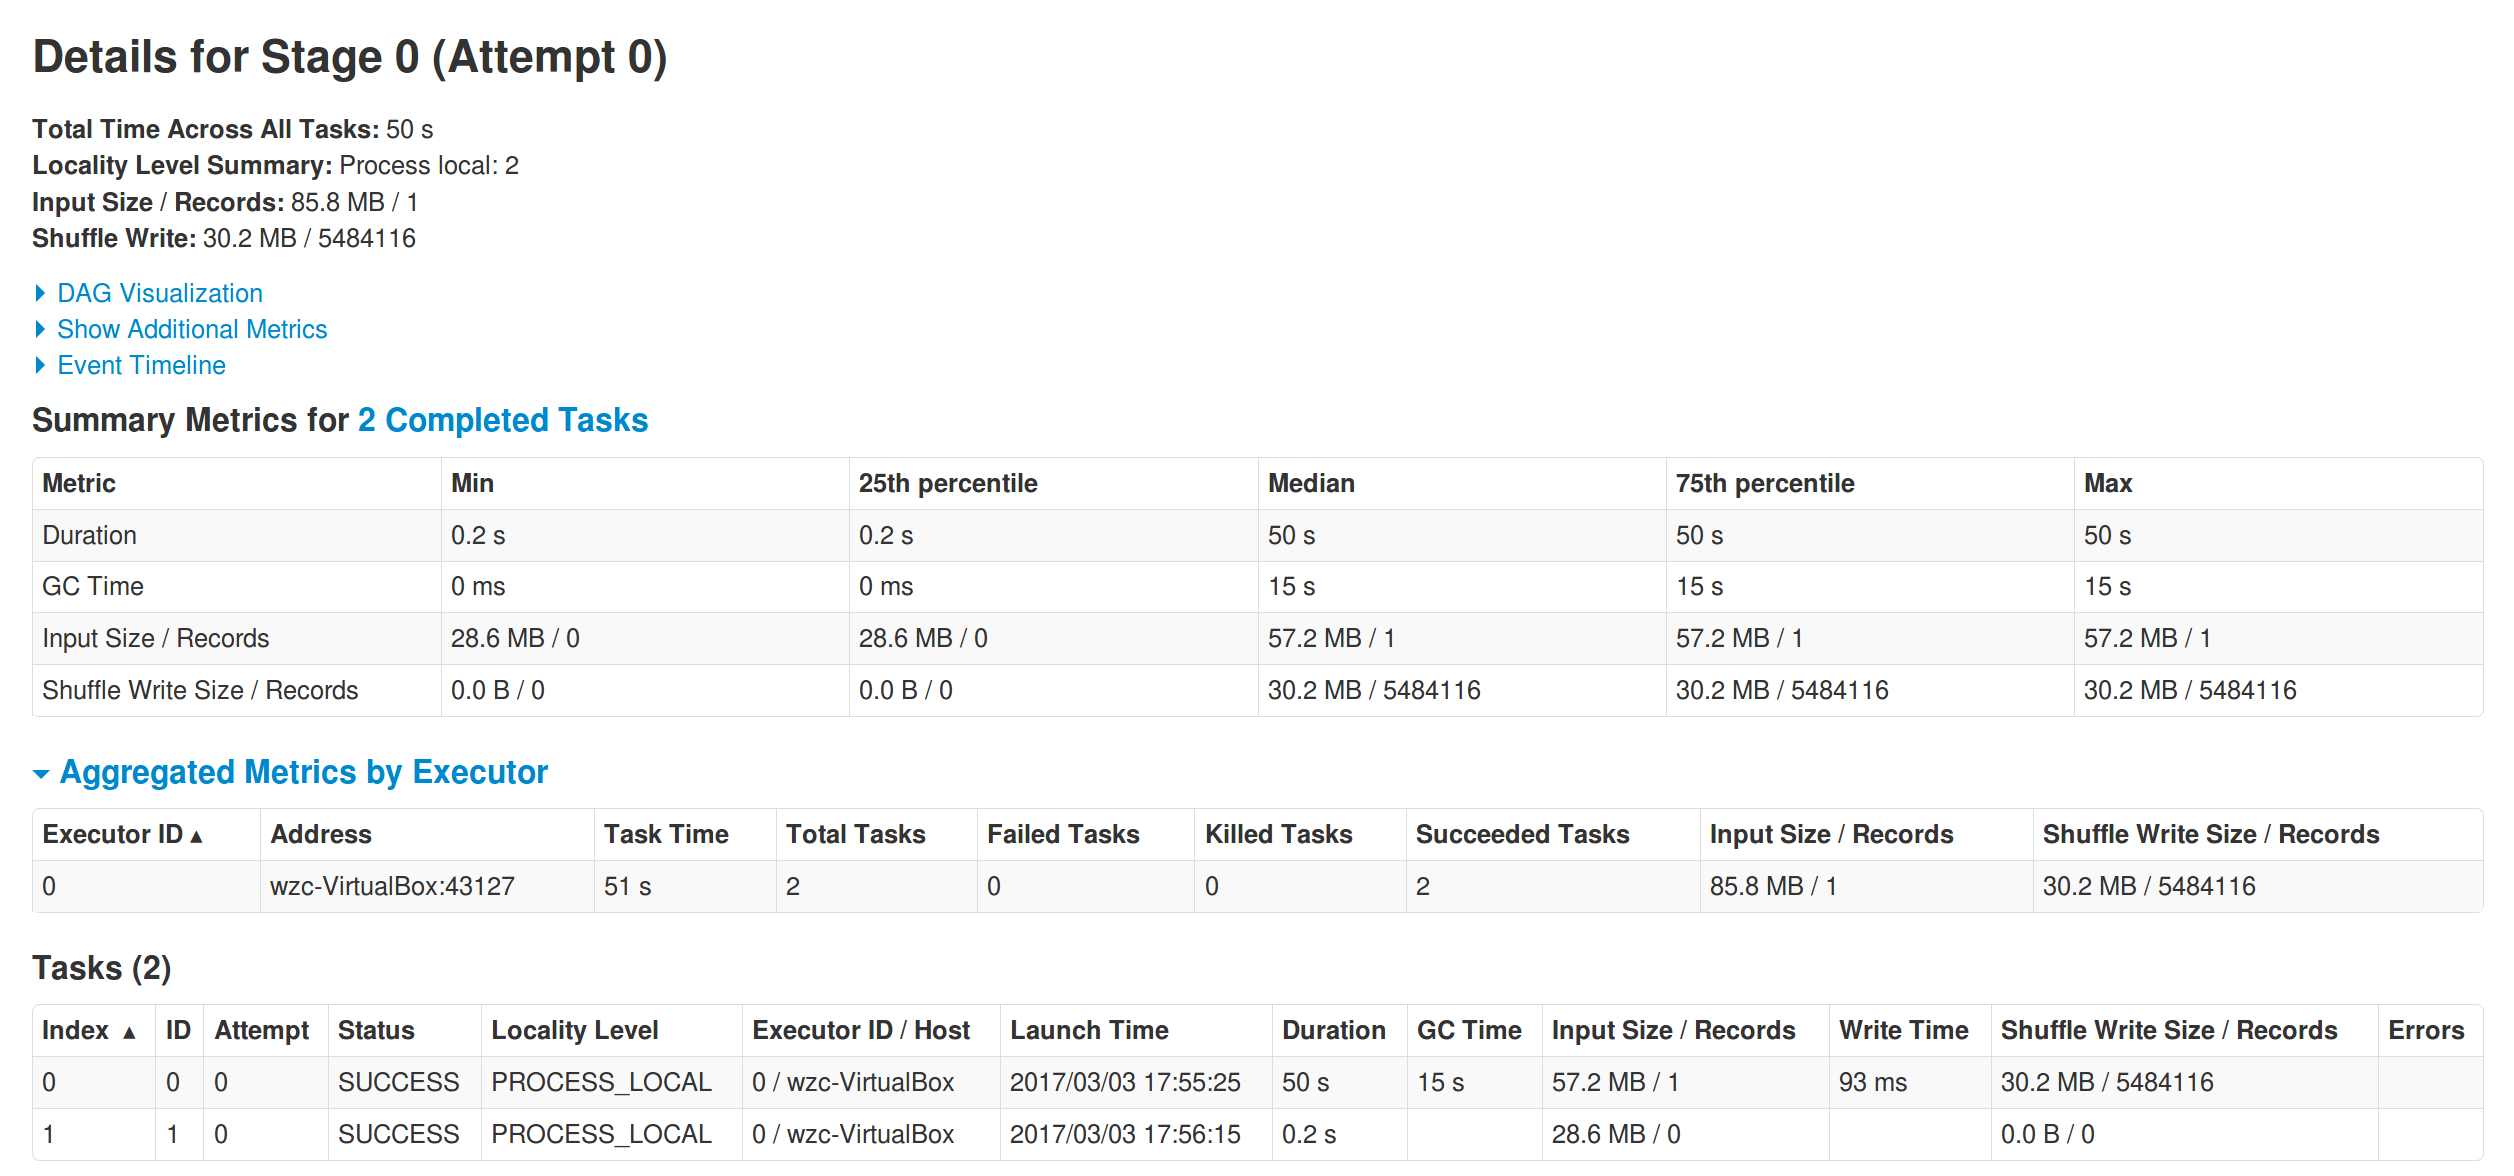 Details for Stage 0 (Attempt 0)
Total Time Across All Tasks: 50 s
Locality Level Summary: Process local: 2
Input Size / Records: 85.8 MB / 1
Shuffle Write: 30.2 MB / 5484116
DAG Visualization
Show Additional Metrics
Event Timeline
Summary Metrics for 2 Completed Tasks
Metric Min 25th percentile Median 75th percentile Max
Duration 0.2 s 0.2 s 50 s 50 s 50 s
GC Time 0 ms 0 ms 15 s 15 s 15 s
Input Size / Records 28.6 MB / 0 28.6 MB / 0 57.2 MB / 1 57.2 MB / 1 57.2 MB / 1
Shuffle Write Size / Records 0.0 B / 0 0.0 B / 0 30.2 MB / 5484116 30.2 MB / 5484116 30.2 MB / 5484116
Aggregated Metrics by Executor
Executor ID ▴ Address Task Time Total Tasks Failed Tasks Killed Tasks Succeeded Tasks Input Size / Records Shuffle Write Size / Records
0 wzc-VirtualBox:43127 51 s 2 0 0 2 85.8 MB / 1 30.2 MB / 5484116
Tasks (2)
Index ▴ ID Attempt Status Locality Level Executor ID / Host Launch Time Duration GC Time Input Size / Records Write Time Shuffle Write Size / Records Errors
0 0 0 SUCCESS PROCESS_LOCAL 0 / wzc-VirtualBox 2017/03/03 17:55:25 50 s 15 s 57.2 MB / 1 93 ms 30.2 MB / 5484116
1 1 0 SUCCESS PROCESS_LOCAL 0 / wzc-VirtualBox 2017/03/03 17:56:15 0.2 s 28.6 MB / 0 0.0 B / 0